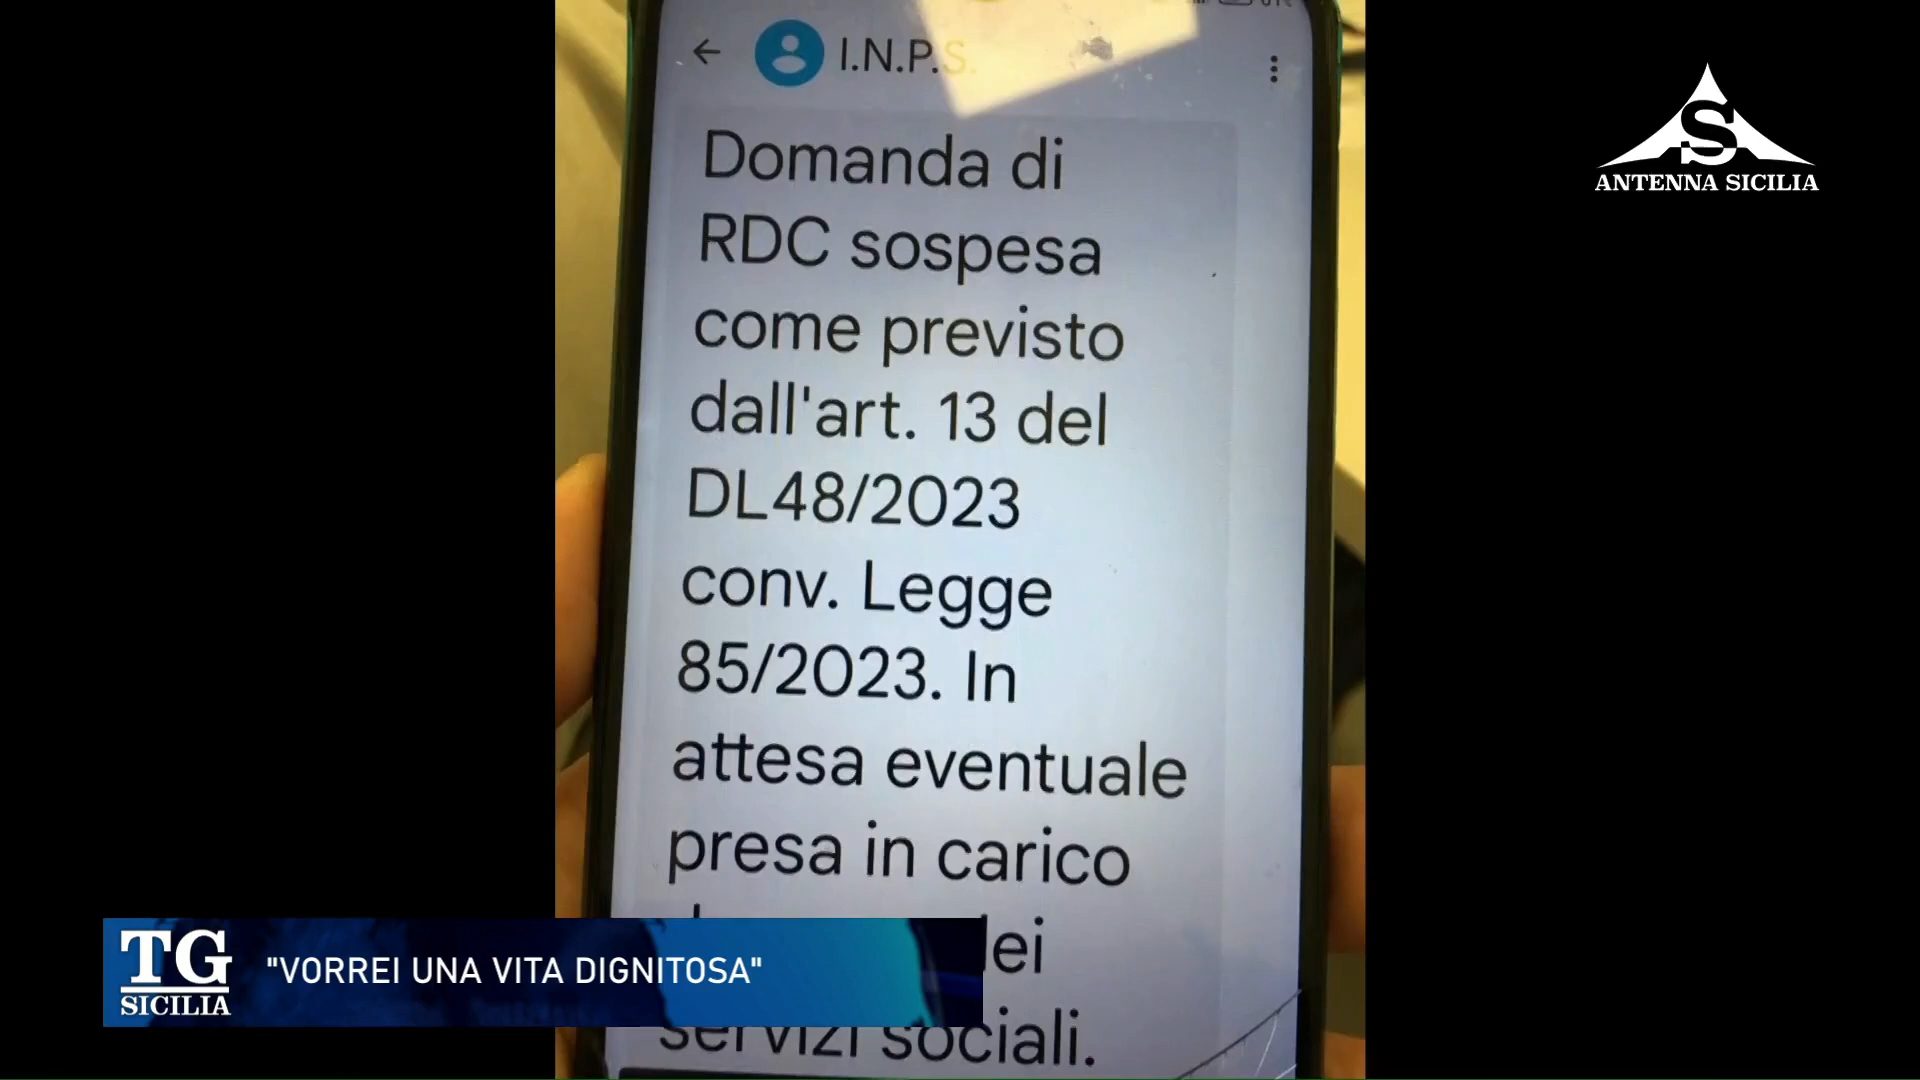 I.N.P.S.
Domanda di
RDC sospesa
come previsto
dall'art. 13 del
DL48/2023
conv. Legge
85/2023. In
attesa eventuale
presa in carico
servizi sociali.
S
ANTENNA SICILIA
TG
SICILIA
"VORREI UNA VITA DIGNITOSA"